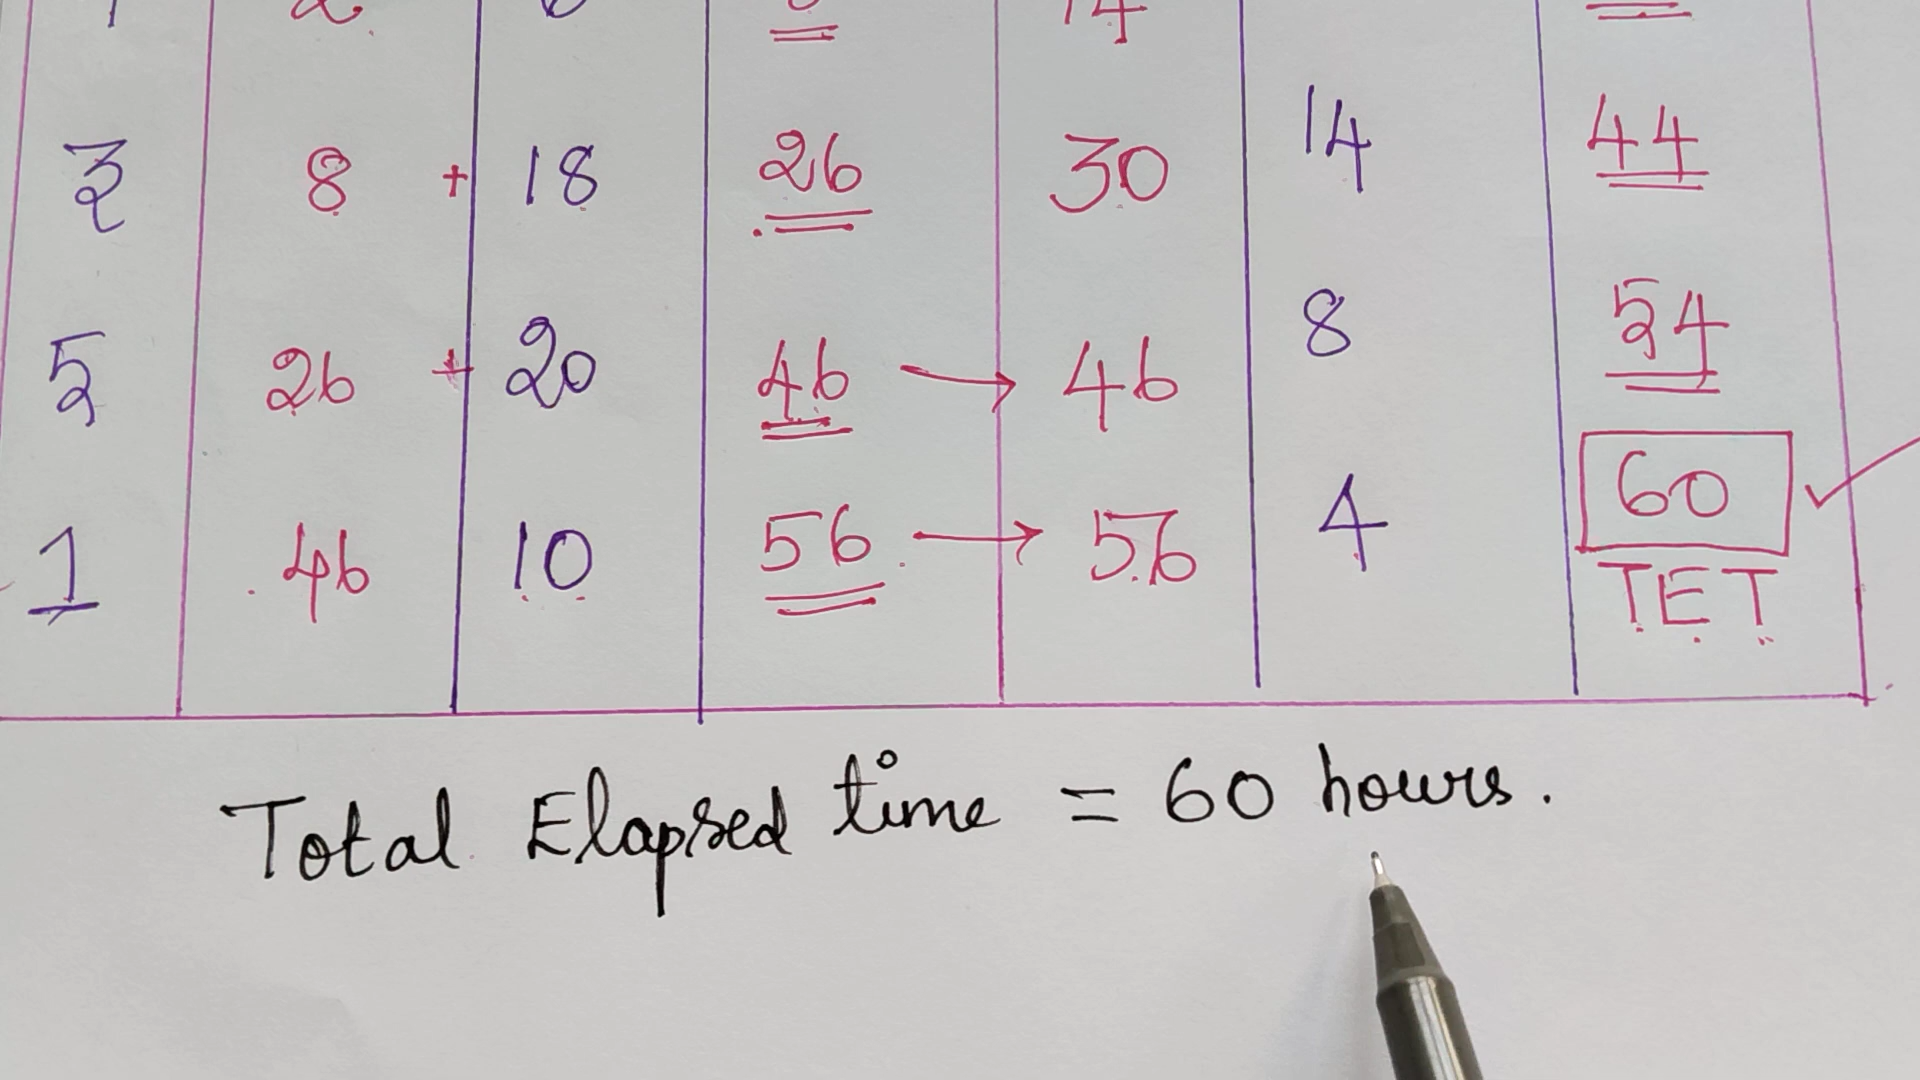 3 8 + 18 26 30 14 44
5 26 + 20 46 → 46 8 54
1 46 10 56 → 56 4 60
TET
Total Elapsed time = 60 hours.